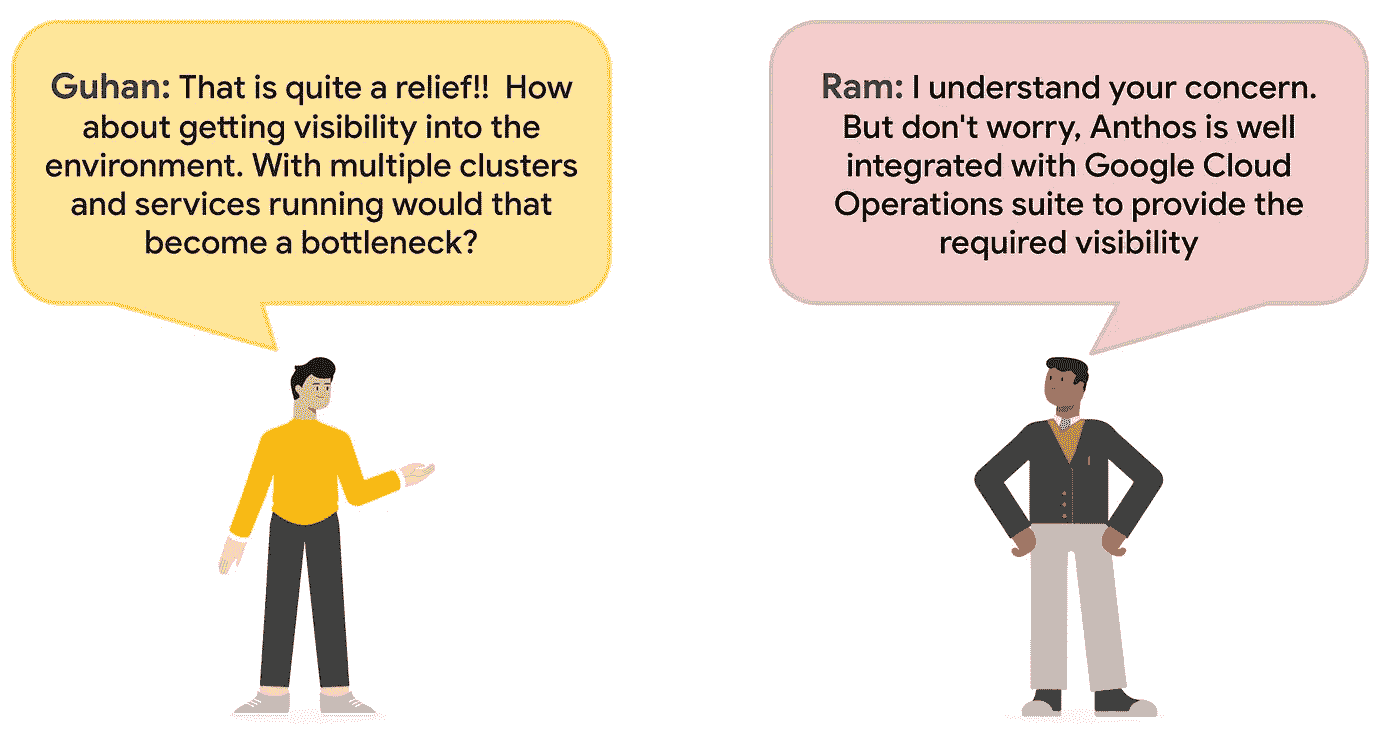 Guhan: That is quite a relief!!  How
about getting visibility into the
environment. With multiple clusters
and services running would that
become a bottleneck?
Ram: I understand your concern.
But don't worry, Anthos is well
integrated with Google Cloud
Operations suite to provide the
required visibility